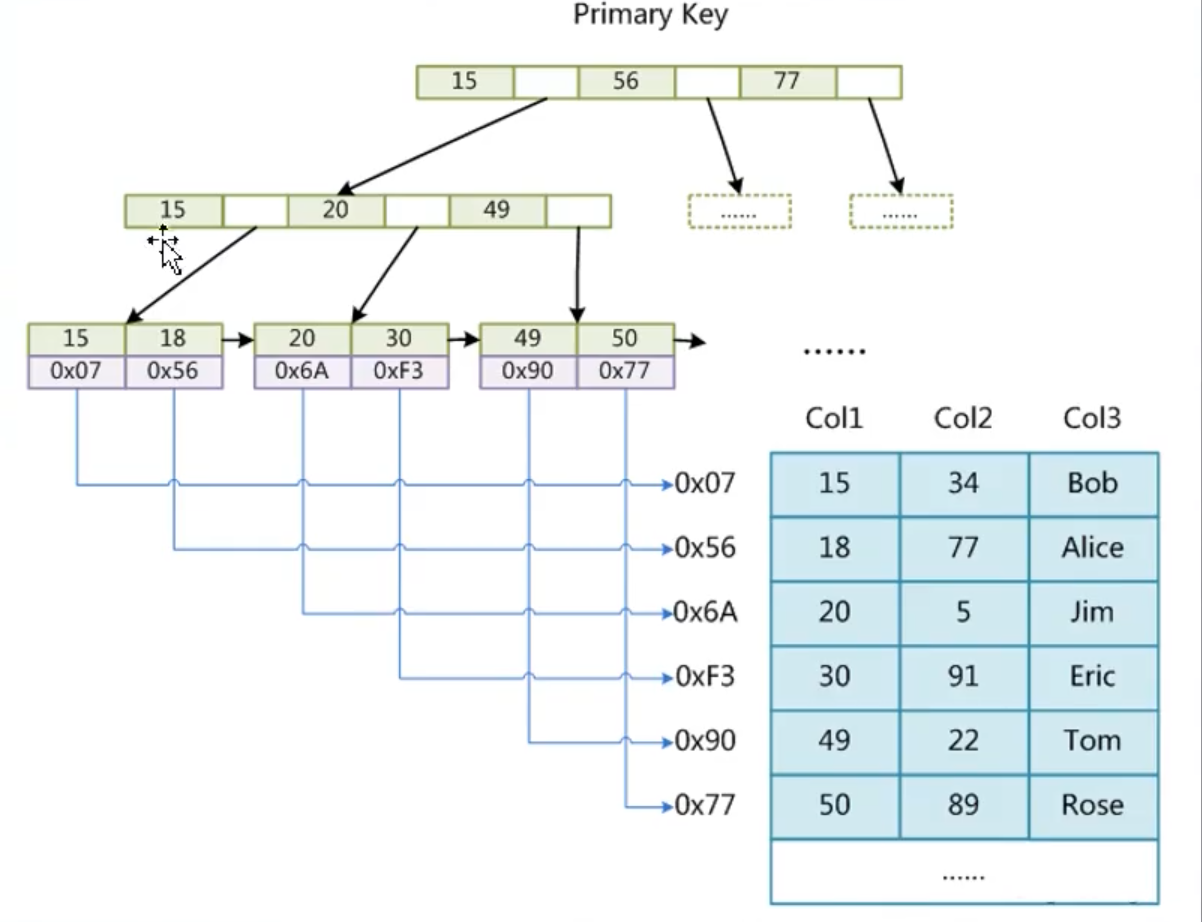 Primary Key
15 56 77
15 20 49 ...... ......
15 18 20 30 49 50
0x07 0x56 0x6A 0xF3 0x90 0x77
......
Col1 Col2 Col3
0x07 15 34 Bob
0x56 18 77 Alice
0x6A 20 5 Jim
0xF3 30 91 Eric
0x90 49 22 Tom
0x77 50 89 Rose
......